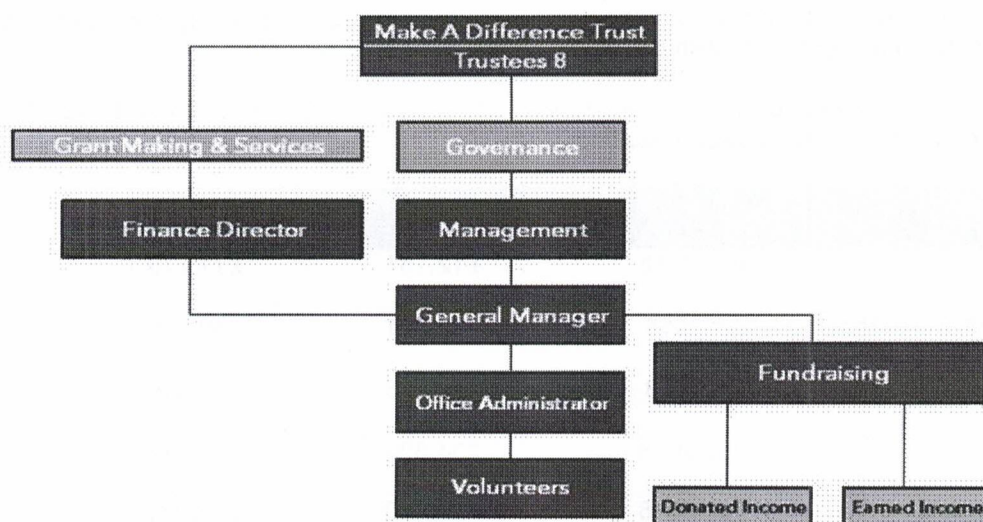 Make A Difference Trust
Trustees 8
Grant Making & Services
Governance
Finance Director
Management
General Manager
Fundraising
Office Administrator
Volunteers
Donated Income
Earned Income